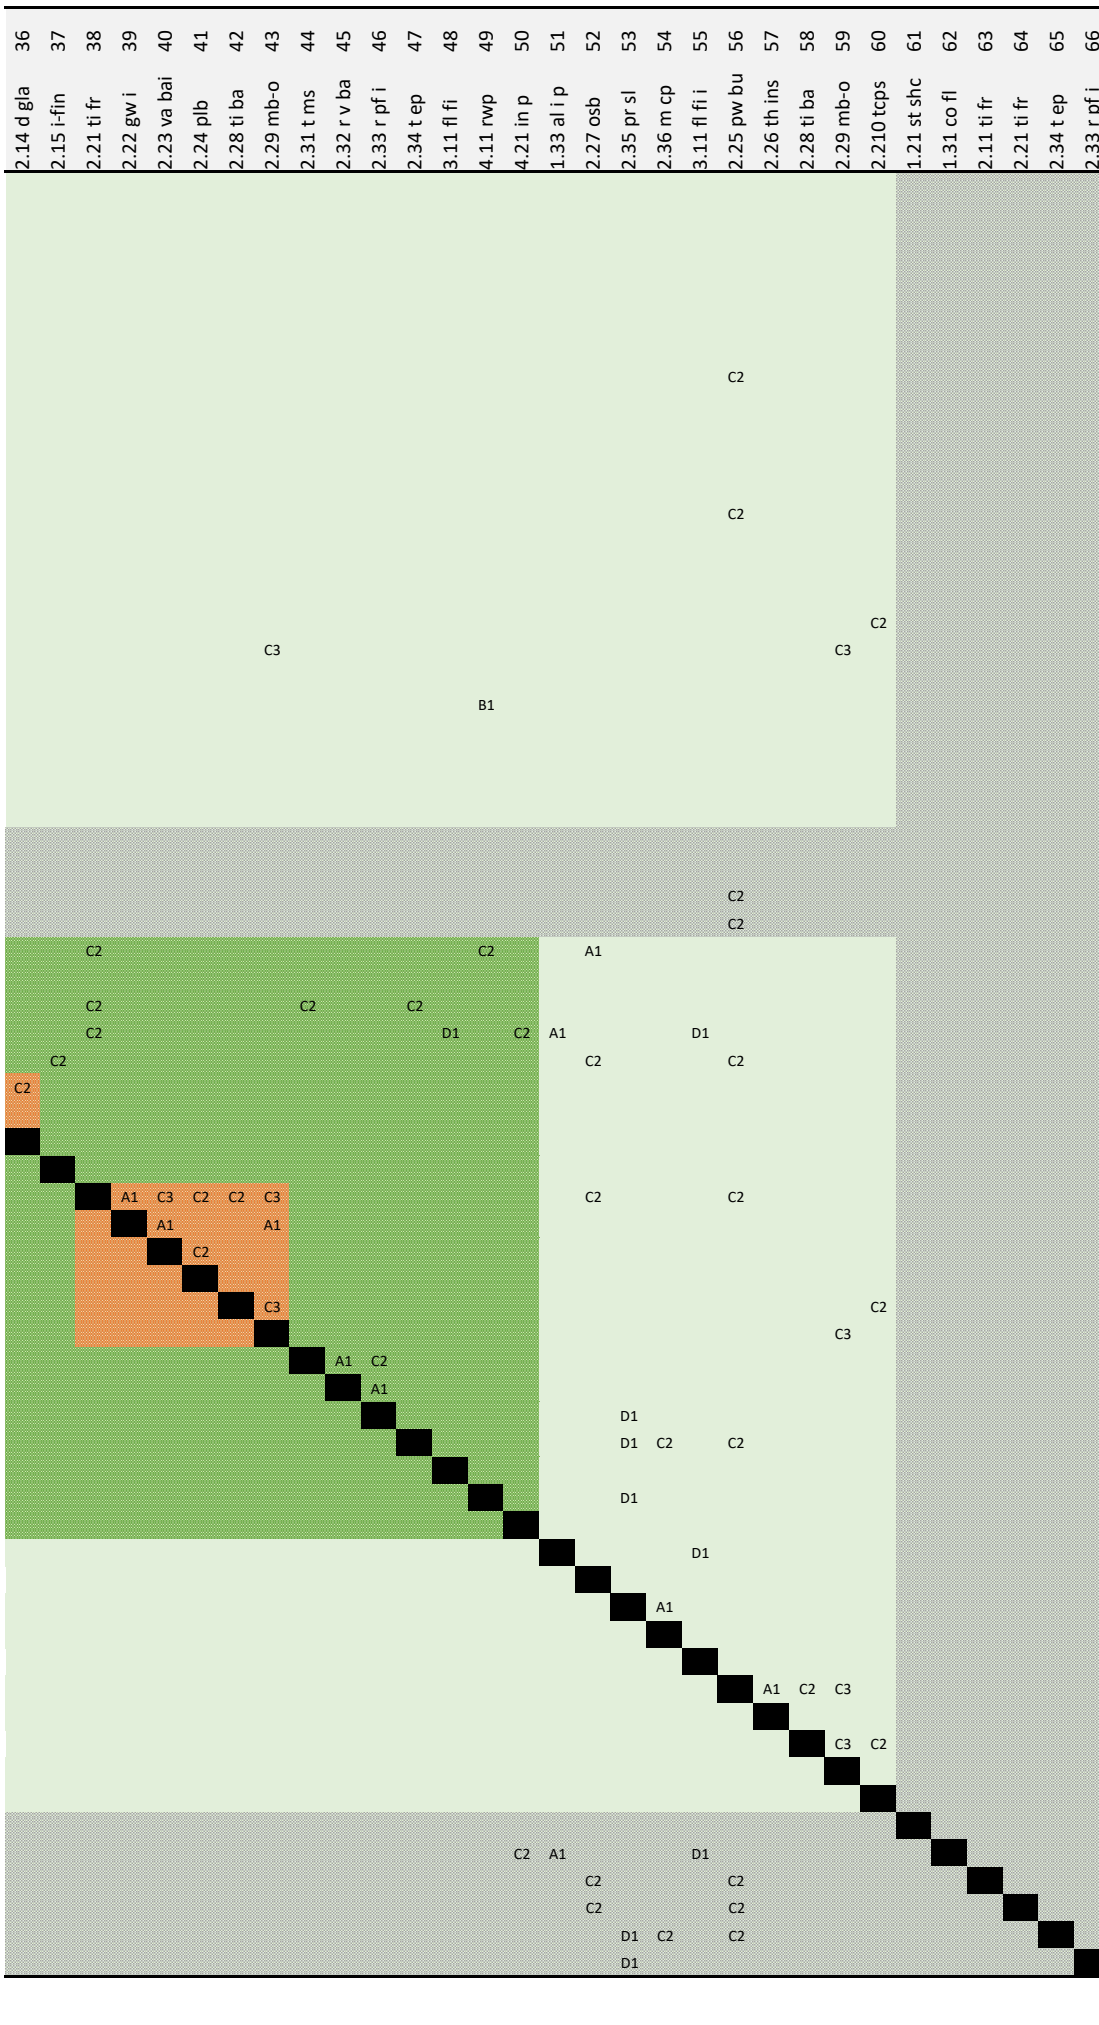 36 37 38 39 40 41 42 43 44 45 46 47 48 49 50 51 52 53 54 55 56 57 58 59 60 61 62 63 64 65 66
2.14 d gla
2.15 i-fin
2.21 ti fr
2.222 gw i
2.223 va bai
2.224 plb
2.228 ti ba
2.229 mb-o
2.31 t ms
2.32 r v ba
2.33 r pf i
2.34 t ep
3.11 fl fi
4.11 rwp
4.21 in p
1.33 al i p
2.27 osb
2.35 pr sl
2.36 m cp
3.11 fl fi i
2.225 pw bu
2.226 th ins
2.228 ti ba
2.229 mb-o
2.210 tcps
1.21 st shc
1.31 co fl
2.11 ti fr
2.21 ti fr
2.34 t ep
2.33 r pf i
C2
C2
C2
C3 C3
B1
C2
C2
C2 C2 A1
C2 C2 C2
C2 D1 C2 A1 D1
C2 C2 C2
C2
A1 C3 C2 C2 C3 C2 C2
A1 A1
C2
C3 C2
C3
A1 C2
A1
D1
D1 C2 C2
D1
D1
A1
A1 C2 C3
C3 C2
C2 A1 D1
C2 C2
C2 C2
D1 C2 C2
D1